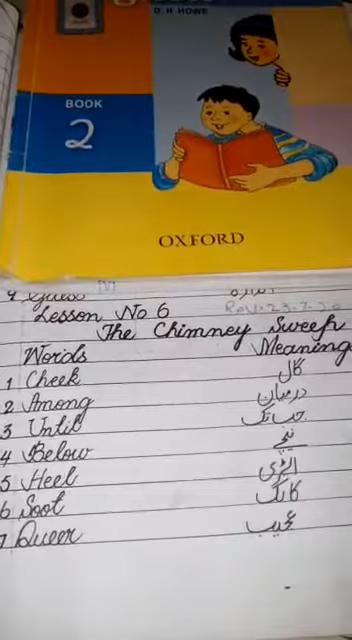 D. H. HOWE
BOOK
2
OXFORD
Lesson No 6
The Chimney Sweep
Words Meaning
1 Cheek گال
2 Among درمیان
3 Until جب تک
4 Below نیچے
5 Heel ایڑی
6 Soot کالک
7 Queer عجیب